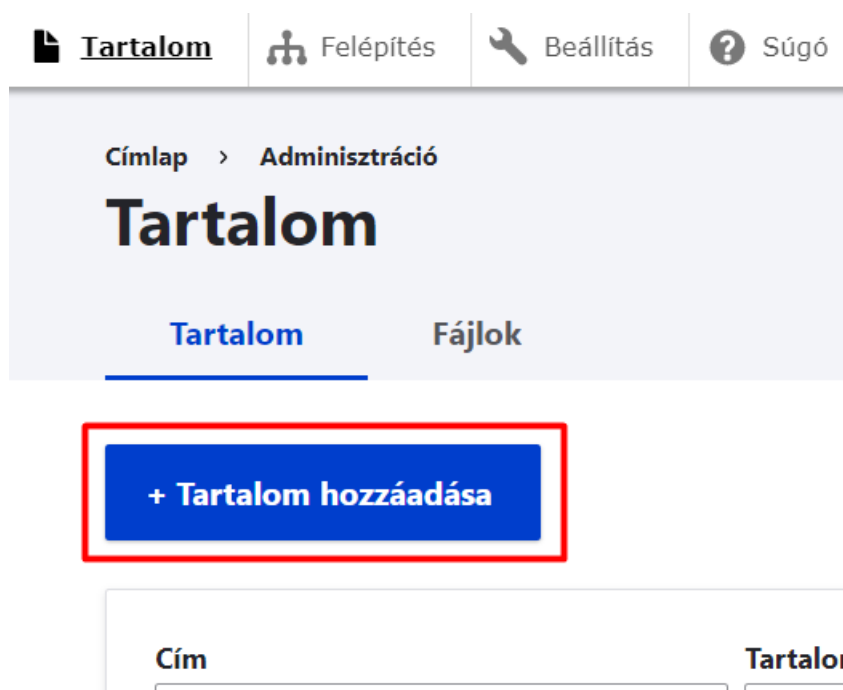 Tartalom Felépítés Beállítás Súgó
Címlap > Adminisztráció
Tartalom
Tartalom Fájlok
+ Tartalom hozzáadása
Cím